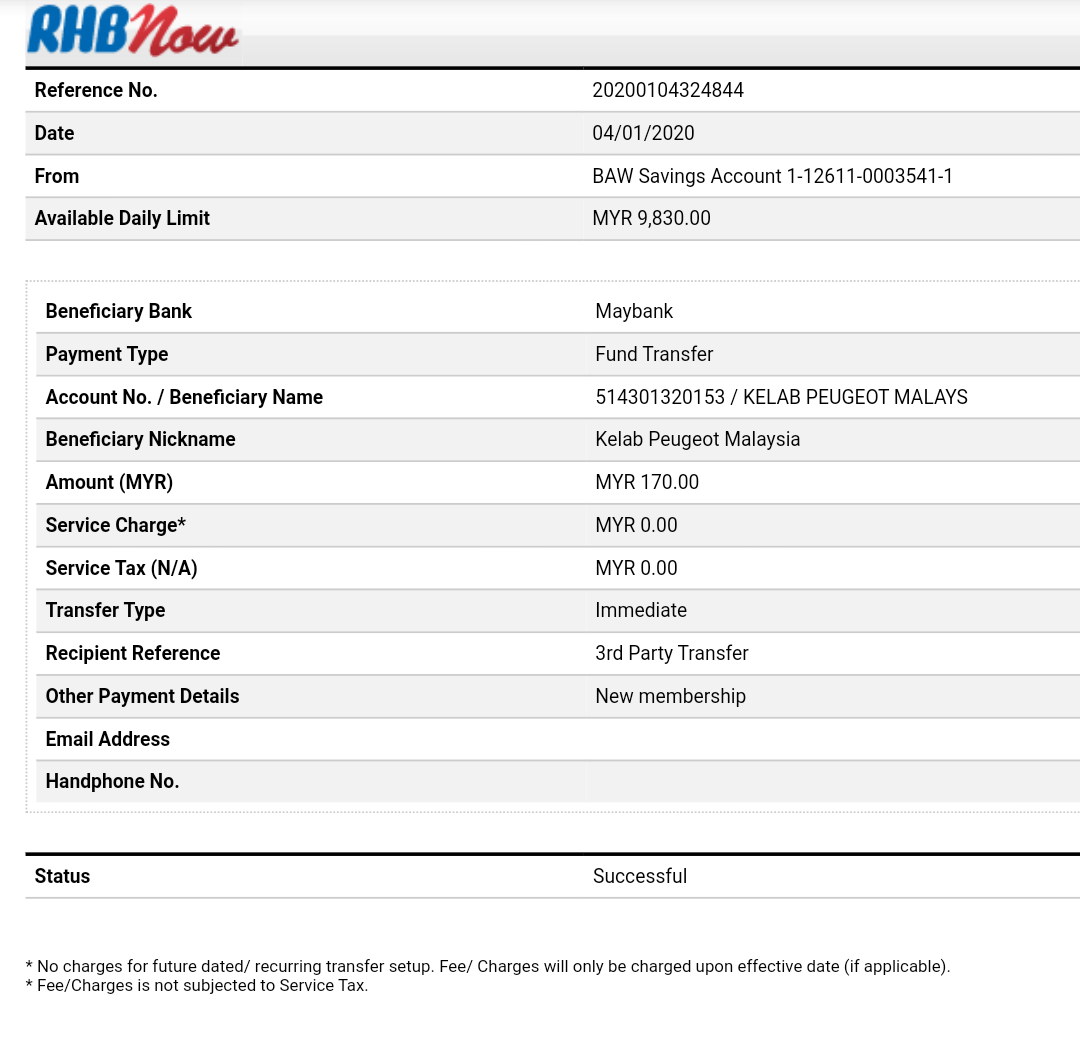 RHBNow
Reference No. 20200104324844
Date 04/01/2020
From BAW Savings Account 1-12611-0003541-1
Available Daily Limit MYR 9,830.00
Beneficiary Bank Maybank
Payment Type Fund Transfer
Account No. / Beneficiary Name 514301320153 / KELAB PEUGEOT MALAYS
Beneficiary Nickname Kelab Peugeot Malaysia
Amount (MYR) MYR 170.00
Service Charge* MYR 0.00
Service Tax (N/A) MYR 0.00
Transfer Type Immediate
Recipient Reference 3rd Party Transfer
Other Payment Details New membership
Email Address
Handphone No.
Status Successful
* No charges for future dated/ recurring transfer setup. Fee/ Charges will only be charged upon effective date (if applicable).
* Fee/Charges is not subjected to Service Tax.